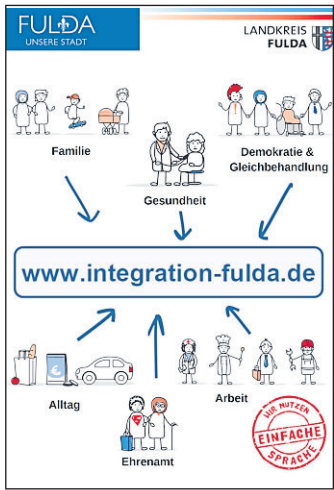 FULDA
UNSERE STADT
LANDKREIS
FULDA
Familie
Gesundheit
Demokratie &
Gleichbehandlung
www.integration-fulda.de
Alltag
Ehrenamt
Arbeit
WIR NUTZEN
EINFACHE
SPRACHE